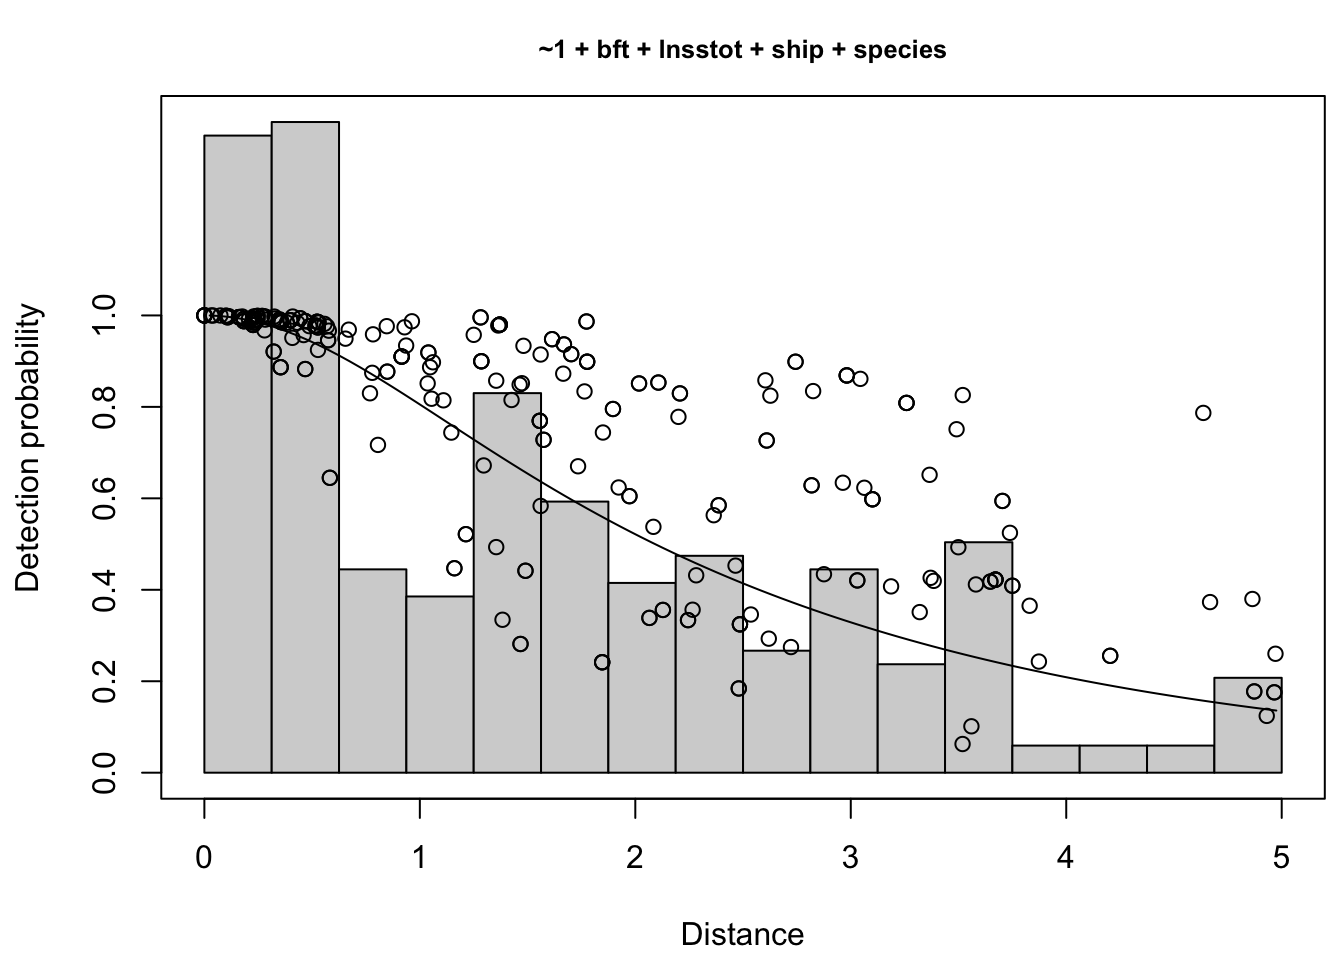 ~1 + bft + lnsstot + ship + species
Detection probability
1.0
0.8
0.6
0.4
0.2
0.0
0 1 2 3 4 5
Distance